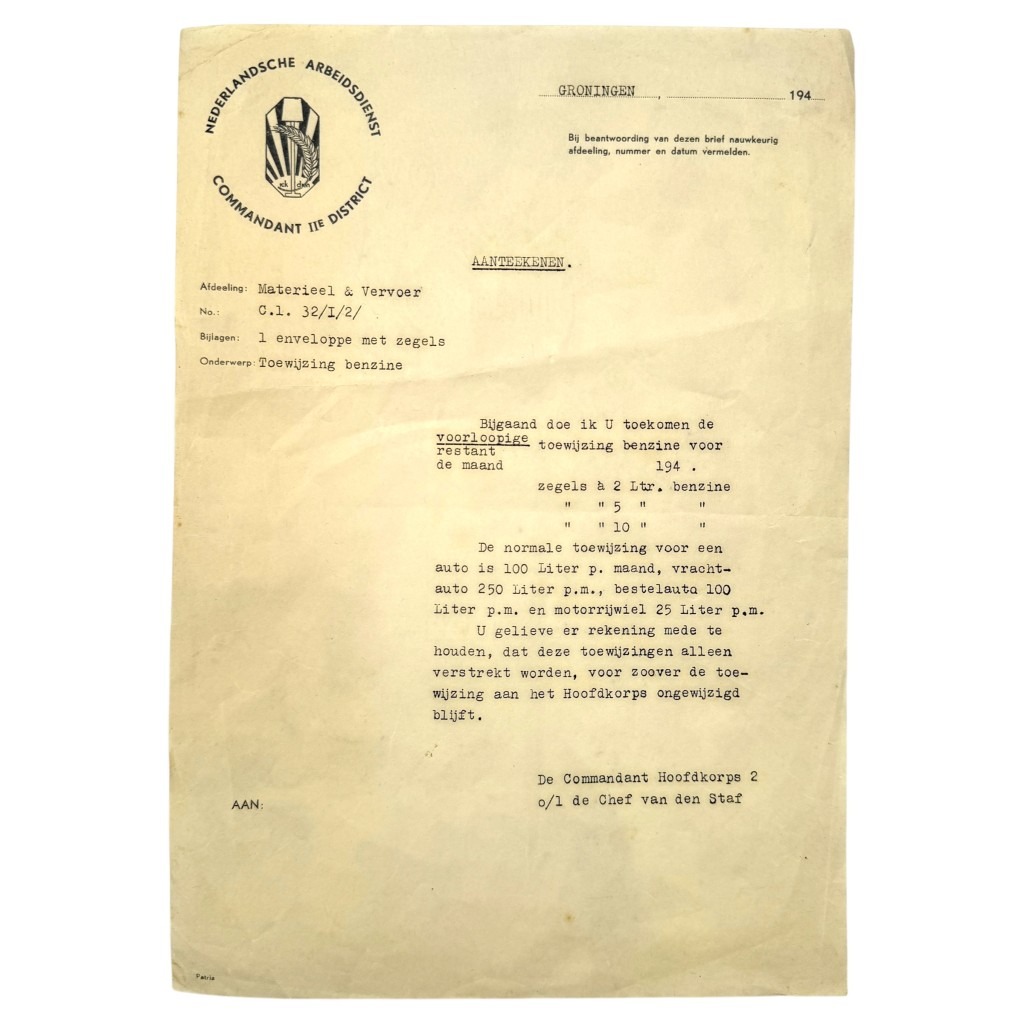 NEDERLANDSCHE ARBEIDSDIENST
COMMANDANT IIE DISTRICT
ick dien
GRONINGEN , 194
Bij beantwoording van dezen brief nauwkeurig
afdeeling, nummer en datum vermelden.
AANTEEKENEN.
Afdeeling: Materieel & Vervoer
No.: C.l. 32/I/2/
Bijlagen: 1 enveloppe met zegels
Onderwerp: Toewijzing benzine
Bijgaand doe ik U toekomen de
voorloopige
restant
toewijzing benzine voor
de maand 194 .
zegels à 2 Ltr. benzine
" " 5 " "
" " 10 " "
De normale toewijzing voor een
auto is 100 Liter p. maand, vracht-
auto 250 Liter p.m., bestelauto 100
Liter p.m. en motorrijwiel 25 Liter p.m.
U gelieve er rekening mede te
houden, dat deze toewijzingen alleen
verstrekt worden, voor zoover de toe-
wijzing aan het Hoofdkorps ongewijzigd
blijft.
De Commandant Hoofdkorps 2
o/l de Chef van den Staf
AAN:
Patria